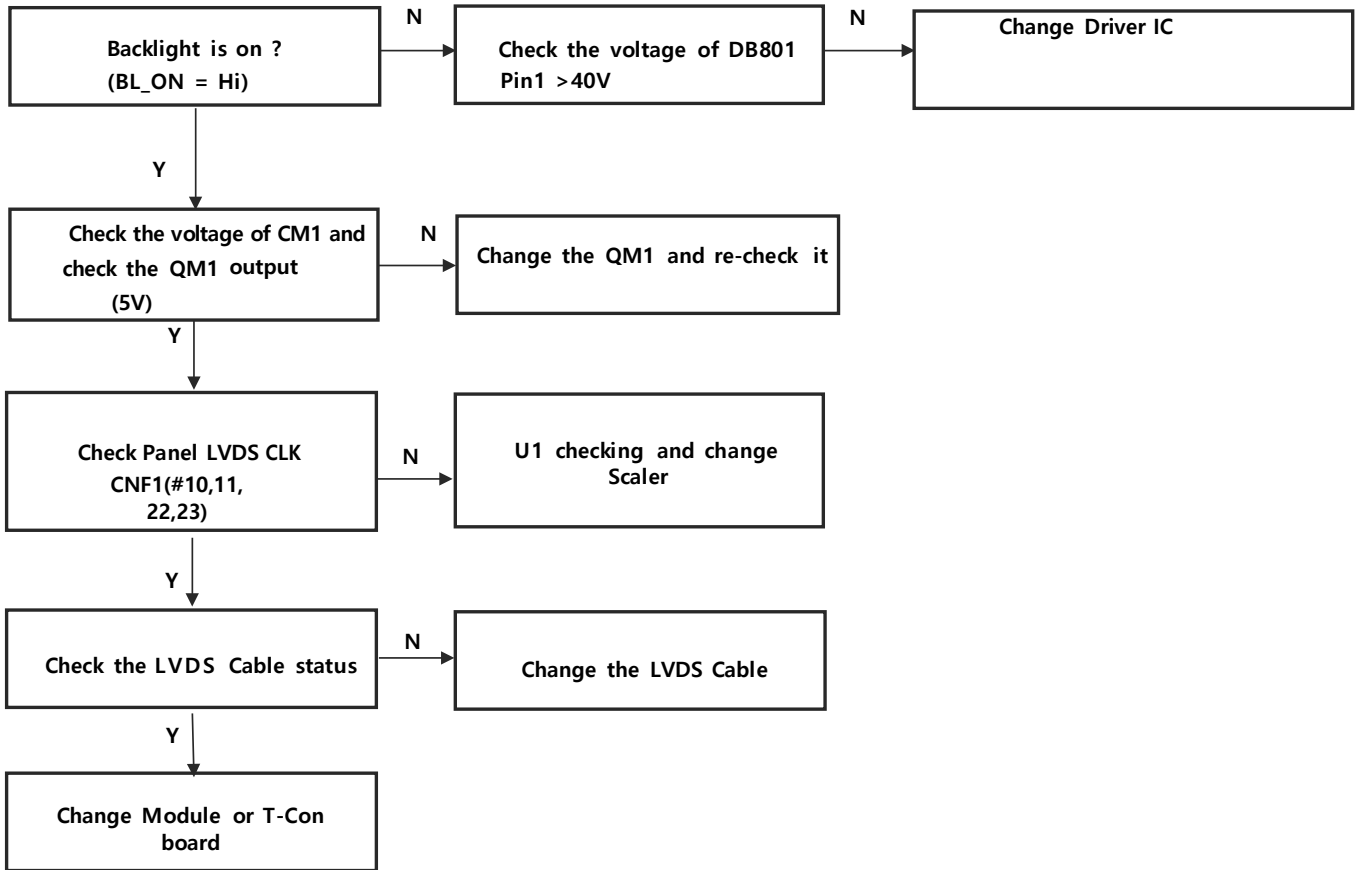 Backlight is on ?
(BL_ON = Hi)
N
Check the voltage of DB801
Pin1 >40V
N
Change Driver IC
Y
Check the voltage of CM1 and
check the QM1 output
(5V)
N
Change the QM1 and re-check it
Y
Check Panel LVDS CLK
CNF1(#10,11,
22,23)
N
U1 checking and change
Scaler
Y
Check the LVDS Cable status
N
Change the LVDS Cable
Y
Change Module or T-Con
board